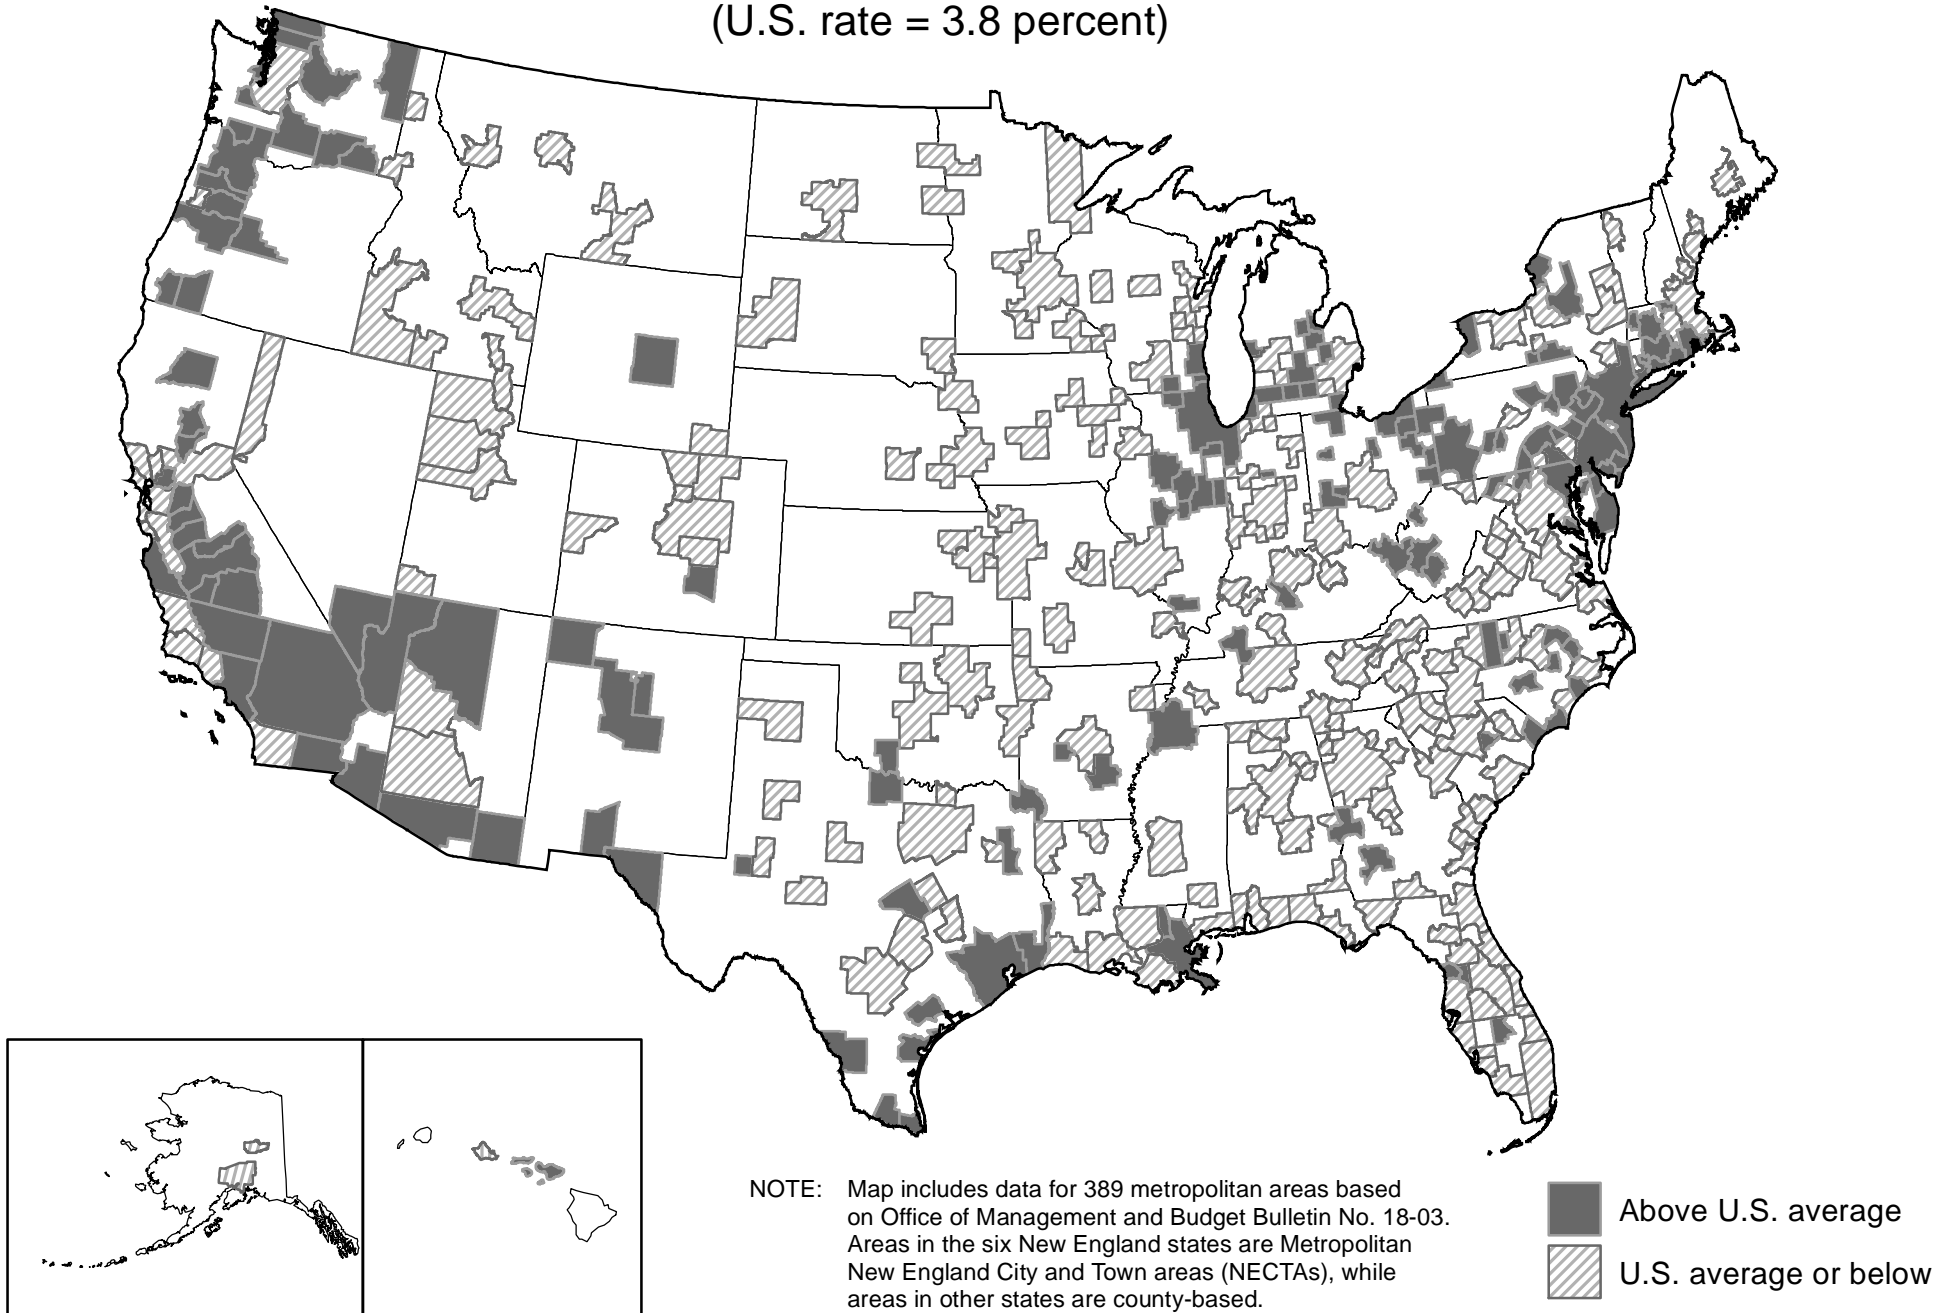 (U.S. rate = 3.8 percent)
NOTE: Map includes data for 389 metropolitan areas based
on Office of Management and Budget Bulletin No. 18-03.
Areas in the six New England states are Metropolitan
New England City and Town areas (NECTAs), while
areas in other states are county-based.
Above U.S. average
U.S. average or below